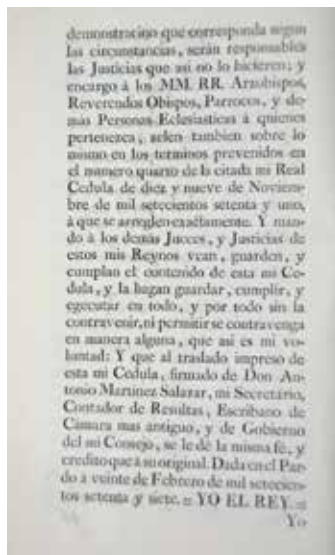 demonstracion que corresponda segun
las circunstancias, serán responsables
las Justicias que asi no lo hicieren; y
encargo á los MM. RR. Arzobispos,
Reverendos Obispos, Parrocos, y de-
mas Personas Eclesiasticas á quienes
pertenezca, zelen tambien sobre lo
mismo en los terminos prevenidos en
el numero quarto de la citada mi Real
Cedula de diez y nueve de Noviem-
bre de mil setecientos setenta y uno,
à que se arreglen exactamente. Y man-
do á los demás Jueces, y Justicias de
estos mis Reynos vean, guarden, y
cumplan el contenido de esta mi Ce-
dula, y la hagan guardar, cumplir, y
egecutar en todo, y por todo sin la
contravenir, ni permitir se contravenga
en manera alguna, que asi es mi vo-
luntad: Y que al traslado impreso de
esta mi Cedula, firmado de Don An-
tonio Martinez Salazar, mi Secretario,
Contador de Resultas, Escribano de
Cámara mas antiguo, y de Gobierno
del mi Consejo, se le dé la misma fé, y
credito que à su original. Dada en el Par-
do á veinte de Febrero de mil setecien-
tos setenta y siete. = YO EL REY. =
Yo